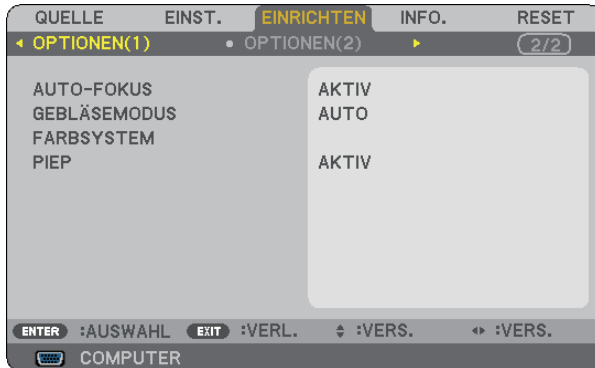 QUELLE EINST. EINRICHTEN INFO. RESET
OPTIONEN(1) • OPTIONEN(2) 2/2
AUTO-FOKUS AKTIV
GEBLÄSEMODUS AUTO
FARBSYSTEM
PIEP AKTIV
ENTER :AUSWAHL EXIT :VERL. :VERS. :VERS.
COMPUTER